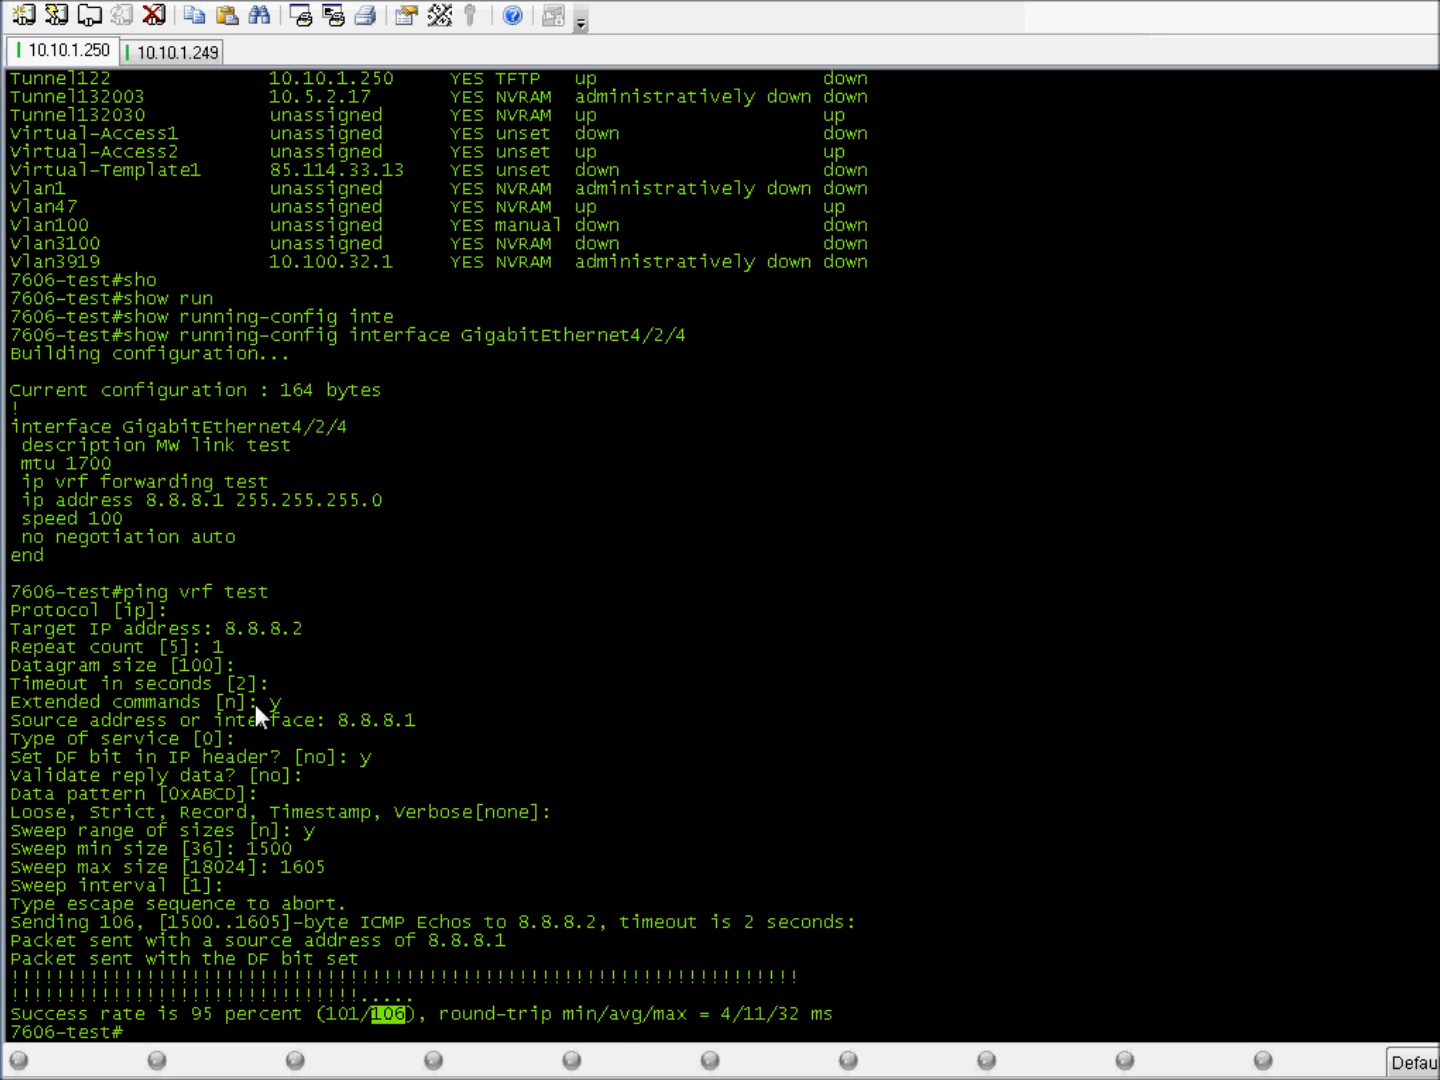 10.10.1.250 10.10.1.249
Tunnel122 10.10.1.250 YES TFTP up down
Tunnel132003 10.5.2.17 YES NVRAM administratively down down
Tunnel132030 unassigned YES NVRAM up up
Virtual-Access1 unassigned YES unset down down
Virtual-Access2 unassigned YES unset up up
Virtual-Template1 85.114.33.13 YES unset down down
Vlan1 unassigned YES NVRAM administratively down down
Vlan47 unassigned YES NVRAM up up
Vlan100 unassigned YES manual down down
Vlan3100 unassigned YES NVRAM down down
Vlan3919 10.100.32.1 YES NVRAM administratively down down
7606-test#sho
7606-test#show run
7606-test#show running-config inte
7606-test#show running-config interface GigabitEthernet4/2/4
Building configuration...
Current configuration : 164 bytes
!
interface GigabitEthernet4/2/4
description MW link test
mtu 1700
ip vrf forwarding test
ip address 8.8.8.1 255.255.255.0
speed 100
no negotiation auto
end
7606-test#ping vrf test
Protocol [ip]:
Target IP address: 8.8.8.2
Repeat count [5]: 1
Datagram size [100]:
Timeout in seconds [2]:
Extended commands [n]: y
Source address or interface: 8.8.8.1
Type of service [0]:
Set DF bit in IP header? [no]: y
Validate reply data? [no]:
Data pattern [0xABCD]:
Loose, Strict, Record, Timestamp, Verbose[none]:
Sweep range of sizes [n]: y
Sweep min size [36]: 1500
Sweep max size [18024]: 1605
Sweep interval [1]:
Type escape sequence to abort.
Sending 106, [1500..1605]-byte ICMP Echos to 8.8.8.2, timeout is 2 seconds:
Packet sent with a source address of 8.8.8.1
Packet sent with the DF bit set
!!!!!!!!!!!!!!!!!!!!!!!!!!!!!!!!!!!!!!!!!!!!!!!!!!!!!!!!!!!!!!!!!!!!!!
!!!!!!!!!!!!!!!!!!!!!!!!!!!!!!!.....
Success rate is 95 percent (101/106), round-trip min/avg/max = 4/11/32 ms
7606-test#
Defau